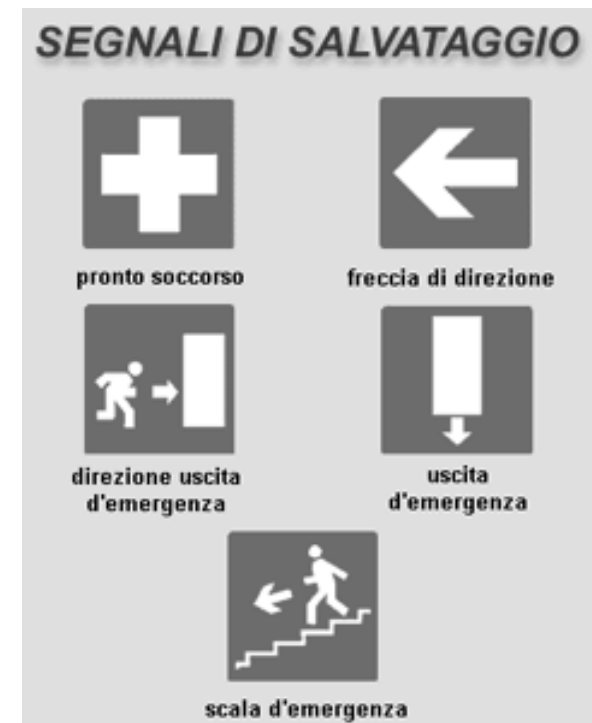 SEGNALI DI SALVATAGGIO
pronto soccorso
freccia di direzione
direzione uscita
d'emergenza
uscita
d'emergenza
scala d'emergenza